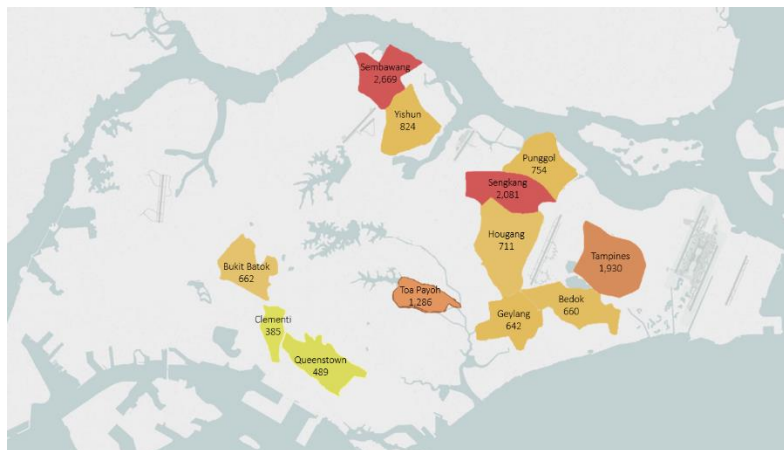 Sembawang
2,669
Yishun
824
Punggol
754
Sengkang
2,081
Hougang
711
Tampines
1,930
Bukit Batok
662
Toa Payoh
1,286
Bedok
660
Geylang
642
Clementi
385
Queenstown
489